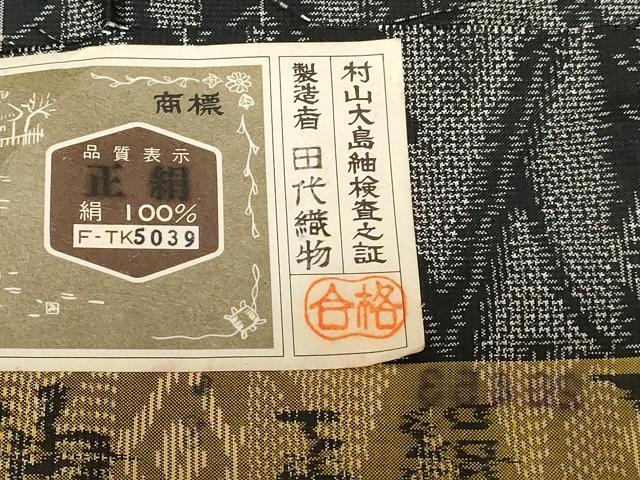 村山大島紬検査之証
製造者 田代織物
合格
商標
品質表示
正絹
絹 100%
F-TK5039